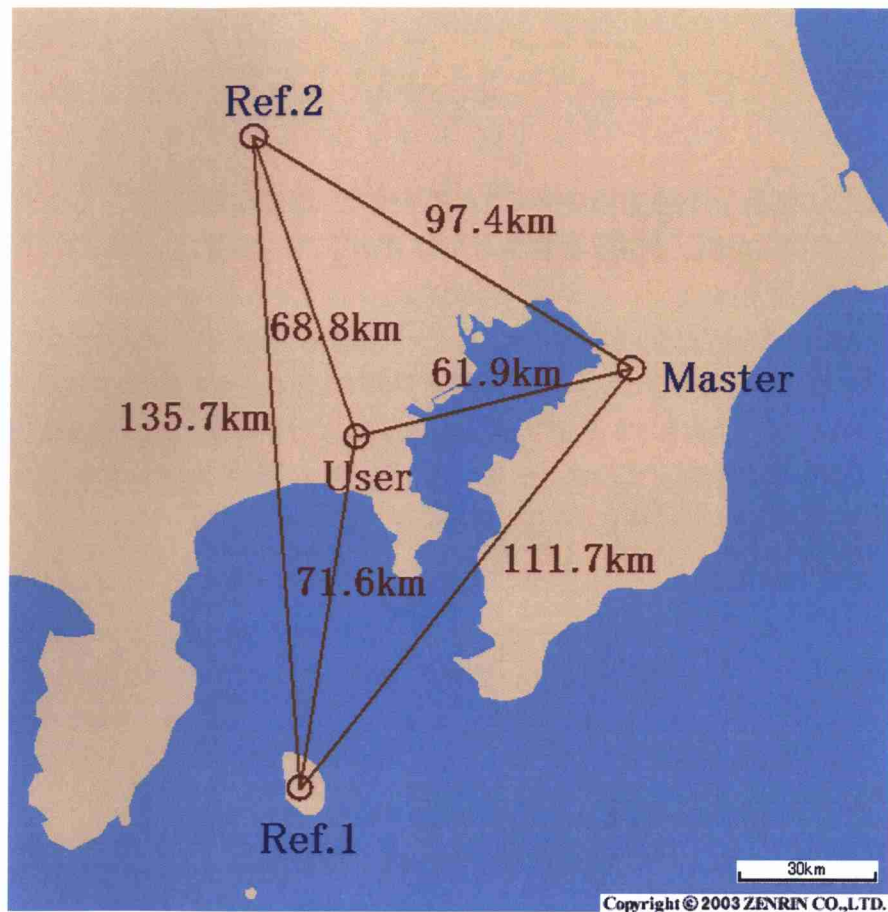 Ref.2
97.4km
68.8km
61.9km
Master
135.7km
User
111.7km
71.6km
Ref.1
30km
Copyright © 2003 ZENRIN CO.,LTD.